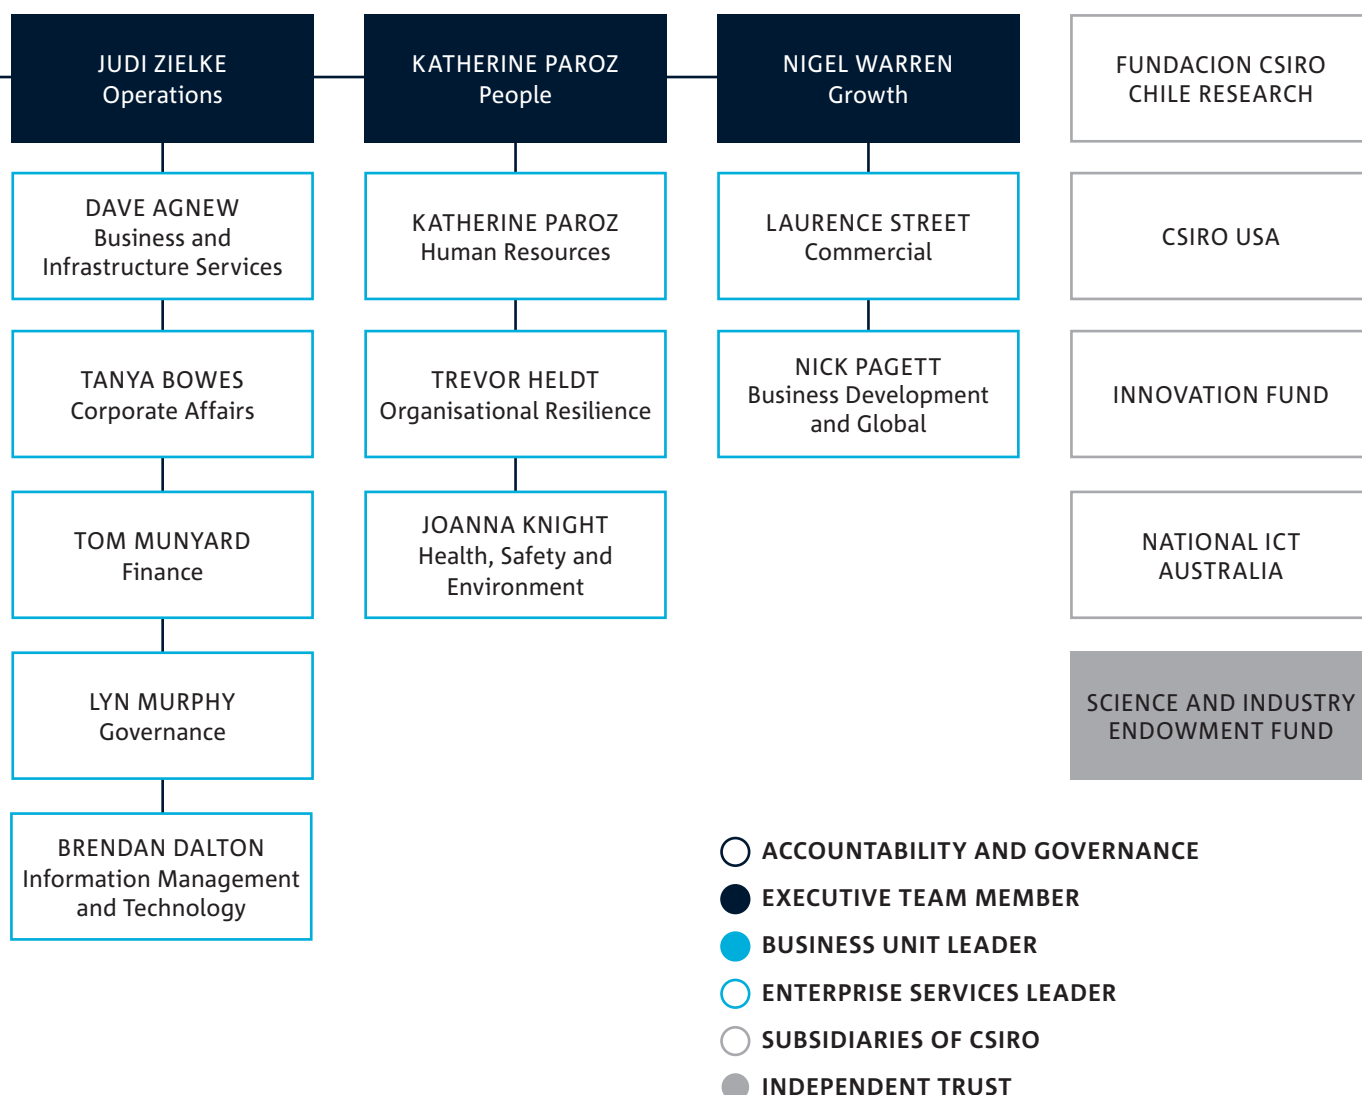 JUDI ZIELKE
Operations
DAVE AGNEW
Business and
Infrastructure Services
TANYA BOWES
Corporate Affairs
TOM MUNYARD
Finance
LYN MURPHY
Governance
BRENDAN DALTON
Information Management
and Technology
KATHERINE PAROZ
People
KATHERINE PAROZ
Human Resources
TREVOR HELDT
Organisational Resilience
JOANNA KNIGHT
Health, Safety and
Environment
NIGEL WARREN
Growth
LAURENCE STREET
Commercial
NICK PAGETT
Business Development
and Global
FUNDACION CSIRO
CHILE RESEARCH
CSIRO USA
INNOVATION FUND
NATIONAL ICT
AUSTRALIA
SCIENCE AND INDUSTRY
ENDOWMENT FUND
ACCOUNTABILITY AND GOVERNANCE
EXECUTIVE TEAM MEMBER
BUSINESS UNIT LEADER
ENTERPRISE SERVICES LEADER
SUBSIDIARIES OF CSIRO
INDEPENDENT TRUST